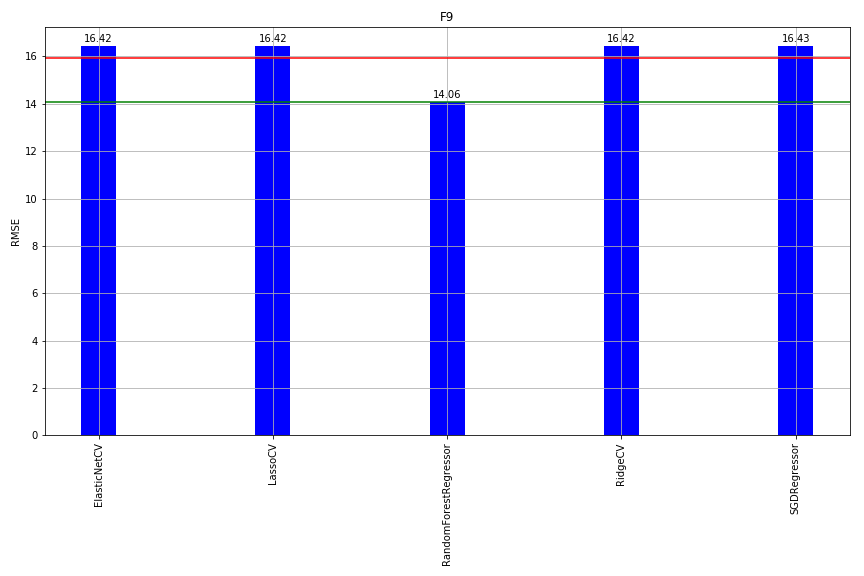 F9
16.42
16.42
14.06
16.42
16.43
RMSE
16
14
12
10
8
6
4
2
0
ElasticNetCV
LassoCV
RandomForestRegressor
RidgeCV
SGDRegressor